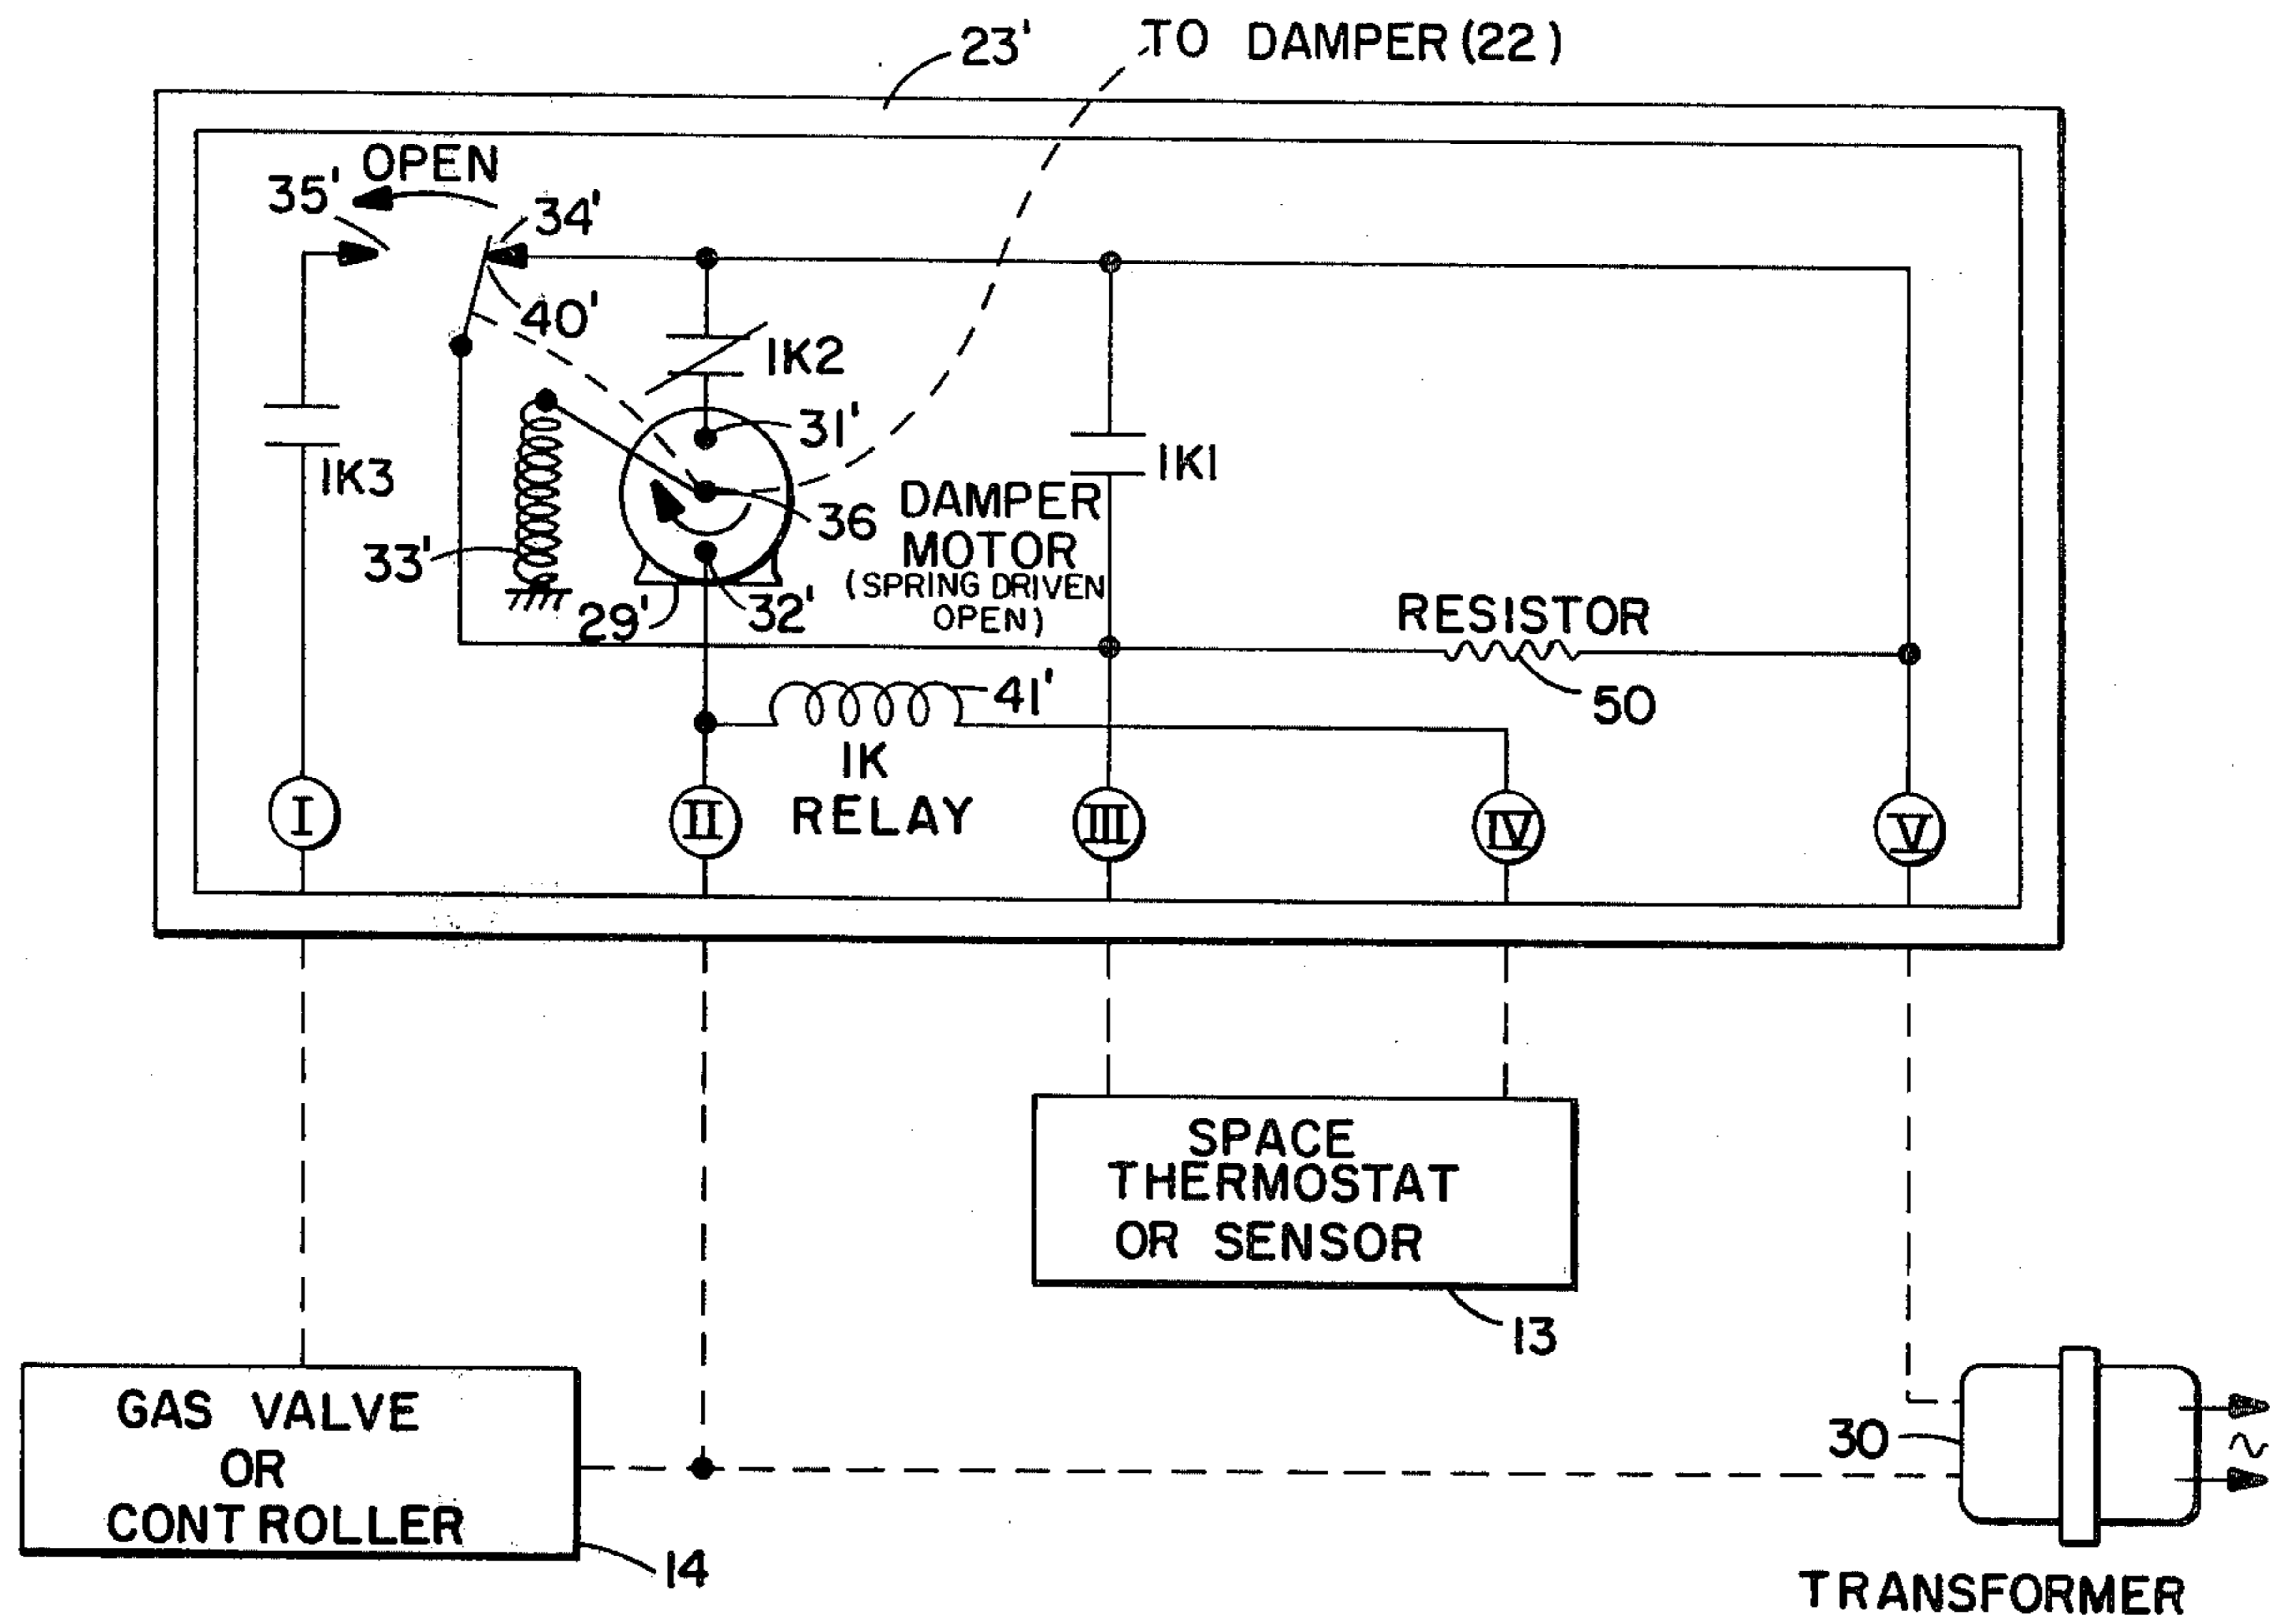 23'
TO DAMPER (22)
OPEN
35'
34'
40'
1K2
31'
1K3
1K1
36
DAMPER
MOTOR
(SPRING DRIVEN
OPEN)
33'
29'
32'
RESISTOR
50
41'
1K
RELAY
I
II
III
IV
V
SPACE
THERMOSTAT
OR SENSOR
13
GAS VALVE
OR
CONTROLLER
14
30
TRANSFORMER